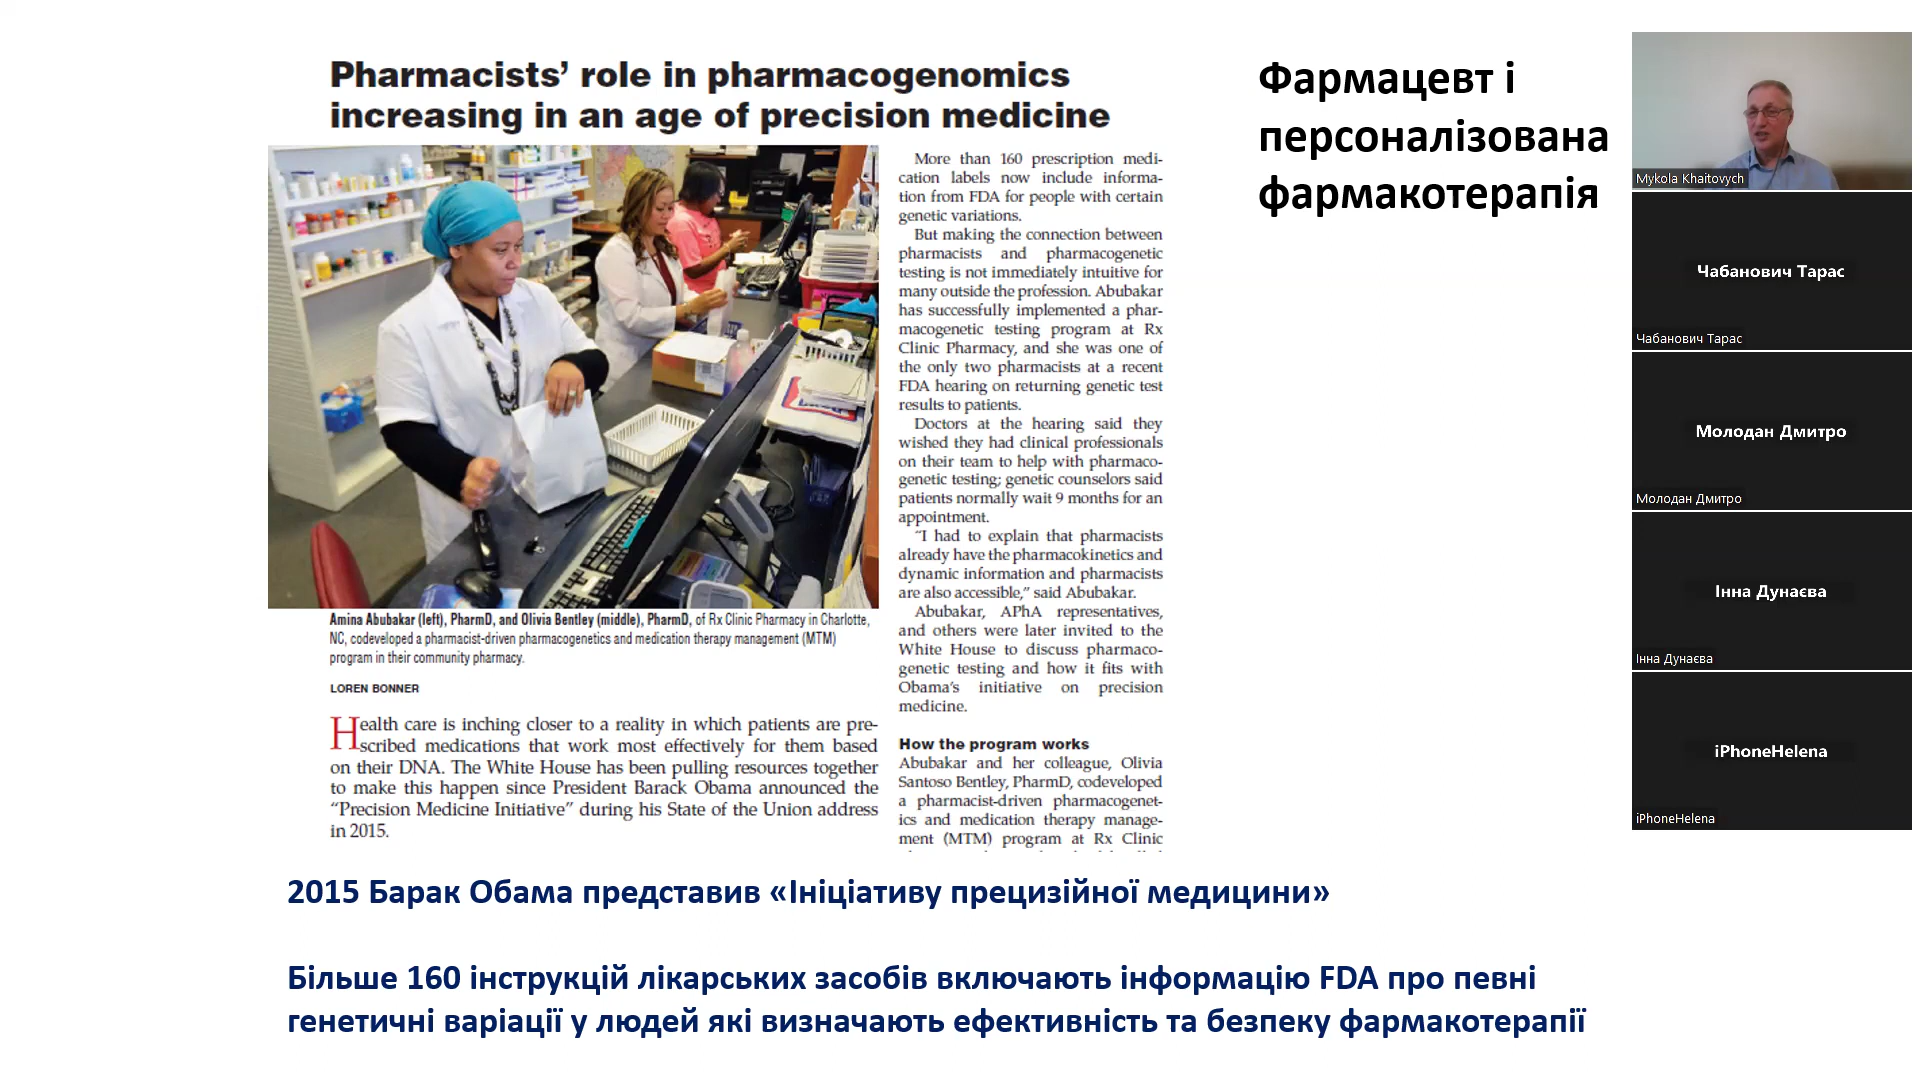 Pharmacists’ role in pharmacogenomics
increasing in an age of precision medicine
Amina Abubakar (left), PharmD, and Olivia Bentley (middle), PharmD, of Rx Clinic Pharmacy in Charlotte,
NC, codeveloped a pharmacist-driven pharmacogenetics and medication therapy management (MTM)
program in their community pharmacy.
LOREN BONNER
Health care is inching closer to a reality in which patients are pre-
scribed medications that work most effectively for them based
on their DNA. The White House has been pulling resources together
to make this happen since President Barack Obama announced the
“Precision Medicine Initiative” during his State of the Union address
in 2015.
More than 160 prescription medi-
cation labels now include informa-
tion from FDA for people with certain
genetic variations.
But making the connection between
pharmacists and pharmacogenetic
testing is not immediately intuitive for
many outside the profession. Abubakar
has successfully implemented a phar-
macogenetic testing program at Rx
Clinic Pharmacy, and she was one of
the only two pharmacists at a recent
FDA hearing on returning genetic test
results to patients.
Doctors at the hearing said they
wished they had clinical professionals
on their team to help with pharmaco-
genetic testing; genetic counselors said
patients normally wait 9 months for an
appointment.
“I had to explain that pharmacists
already have the pharmacokinetics and
dynamic information and pharmacists
are also accessible,” said Abubakar.
Abubakar, APhA representatives,
and others were later invited to the
White House to discuss pharmaco-
genetic testing and how it fits with
Obama’s initiative on precision
medicine.
How the program works
Abubakar and her colleague, Olivia
Santoso Bentley, PharmD, codeveloped
a pharmacist-driven pharmacogenet-
ics and medication therapy manage-
ment (MTM) program at Rx Clinic
Фармацевт і
персоналізована
фармакотерапія
2015 Барак Обама представив «Ініціативу прецизійної медицини»
Більше 160 інструкцій лікарських засобів включають інформацію FDA про певні
генетичні варіації у людей які визначають ефективність та безпеку фармакотерапії
Mykola Khaitovych
Чабанович Тарас
Чабанович Тарас
Молодан Дмитро
Молодан Дмитро
Інна Дунаєва
Інна Дунаєва
iPhoneHelena
iPhoneHelena